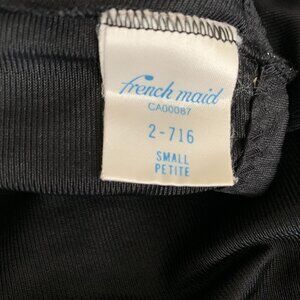 french maid
CA00087
2-716
SMALL
PETITE